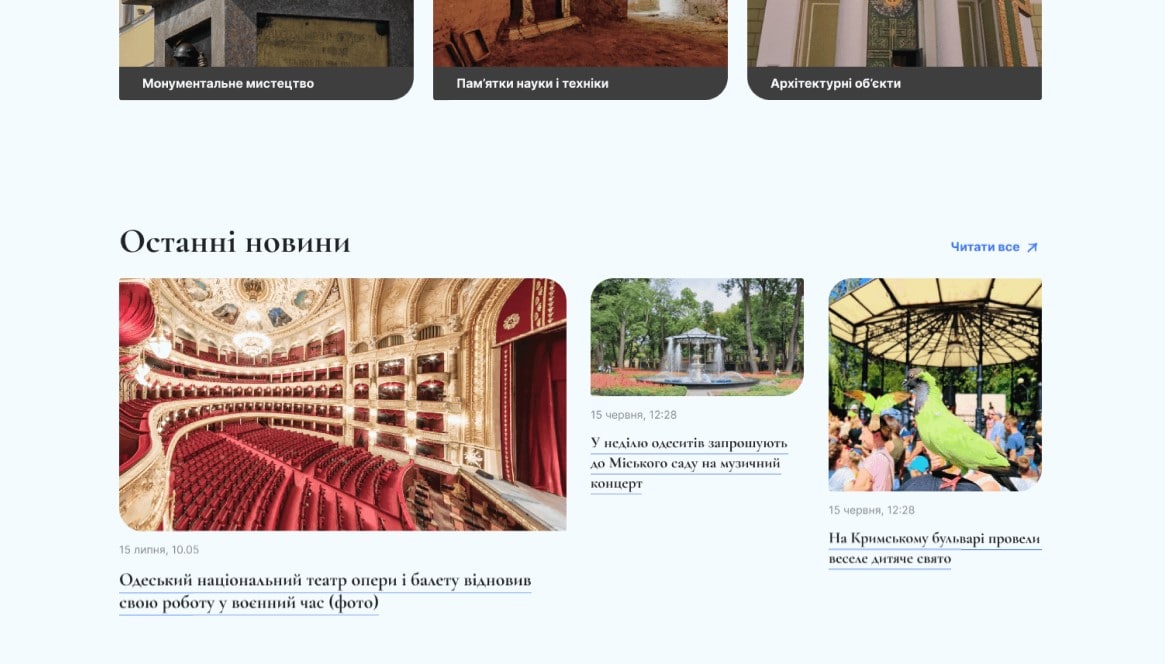 Монументальне мистецтво
Пам’ятки науки і техніки
Архітектурні об’єкти
Останні новини
Читати все
15 липня, 10.05
Одеський національний театр опери і балету відновив
свою роботу у воєнний час (фото)
15 червня, 12:28
У неділю одеситів запрошують
до Міського саду на музичний
концерт
15 червня, 12:28
На Кримському бульварі провели
веселе дитяче свято